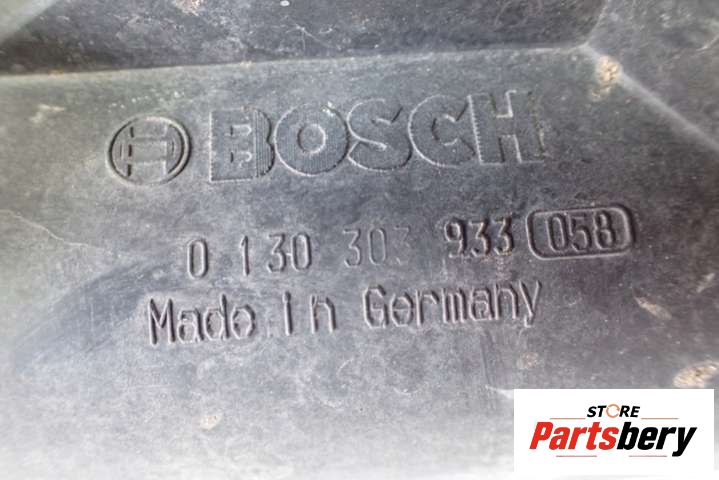 BOSCH
0 130 303 933 058
Made in Germany
STORE
Partsbery